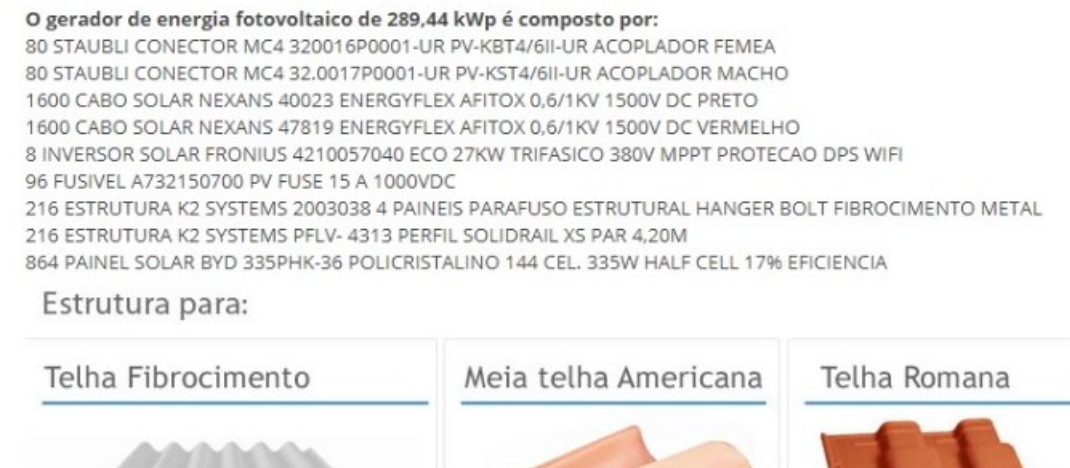 O gerador de energia fotovoltaico de 289,44 kWp é composto por:
80 STAUBLI CONECTOR MC4 320016P0001-UR PV-KBT4/6II-UR ACOPLADOR FEMEA
80 STAUBLI CONECTOR MC4 32.0017P0001-UR PV-KST4/6II-UR ACOPLADOR MACHO
1600 CABO SOLAR NEXANS 40023 ENERGYFLEX AFITOX 0,6/1KV 1500V DC PRETO
1600 CABO SOLAR NEXANS 47819 ENERGYFLEX AFITOX 0,6/1KV 1500V DC VERMELHO
8 INVERSOR SOLAR FRONIUS 4210057040 ECO 27KW TRIFASICO 380V MPPT PROTECAO DPS WIFI
96 FUSIVEL A732150700 PV FUSE 15 A 1000VDC
216 ESTRUTURA K2 SYSTEMS 2003038 4 PAINEIS PARAFUSO ESTRUTURAL HANGER BOLT FIBROCIMENTO METAL
216 ESTRUTURA K2 SYSTEMS PFLV- 4313 PERFIL SOLIDRAIL XS PAR 4,20M
864 PAINEL SOLAR BYD 335PHK-36 POLICRISTALINO 144 CEL. 335W HALF CELL 17% EFICIENCIA
Estrutura para:
Telha Fibrocimento
Meia telha Americana
Telha Romana